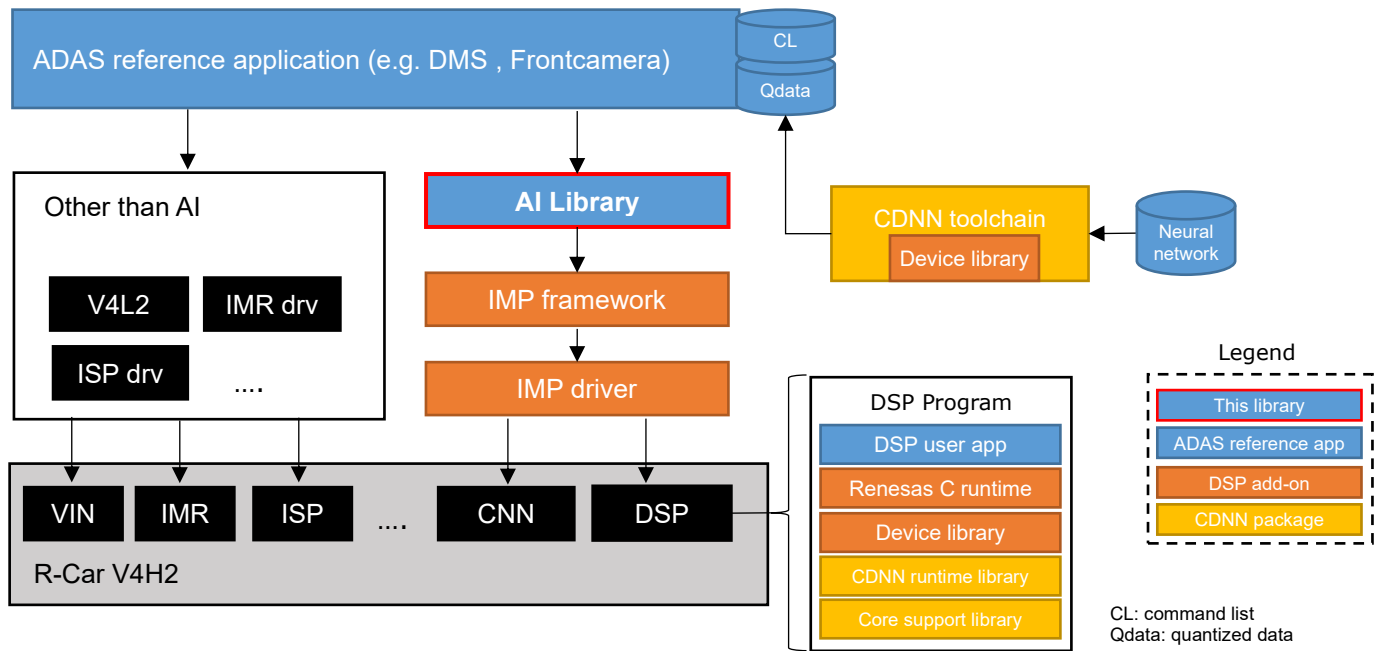 ADAS reference application (e.g. DMS , Frontcamera)
CL
Qdata
Other than AI
V4L2
IMR drv
ISP drv
....
AI Library
IMP framework
IMP driver
CDNN toolchain
Device library
Neural
network
VIN
IMR
ISP
....
CNN
DSP
R-Car V4H2
DSP Program
DSP user app
Renesas C runtime
Device library
CDNN runtime library
Core support library
Legend
This library
ADAS reference app
DSP add-on
CDNN package
CL: command list
Qdata: quantized data